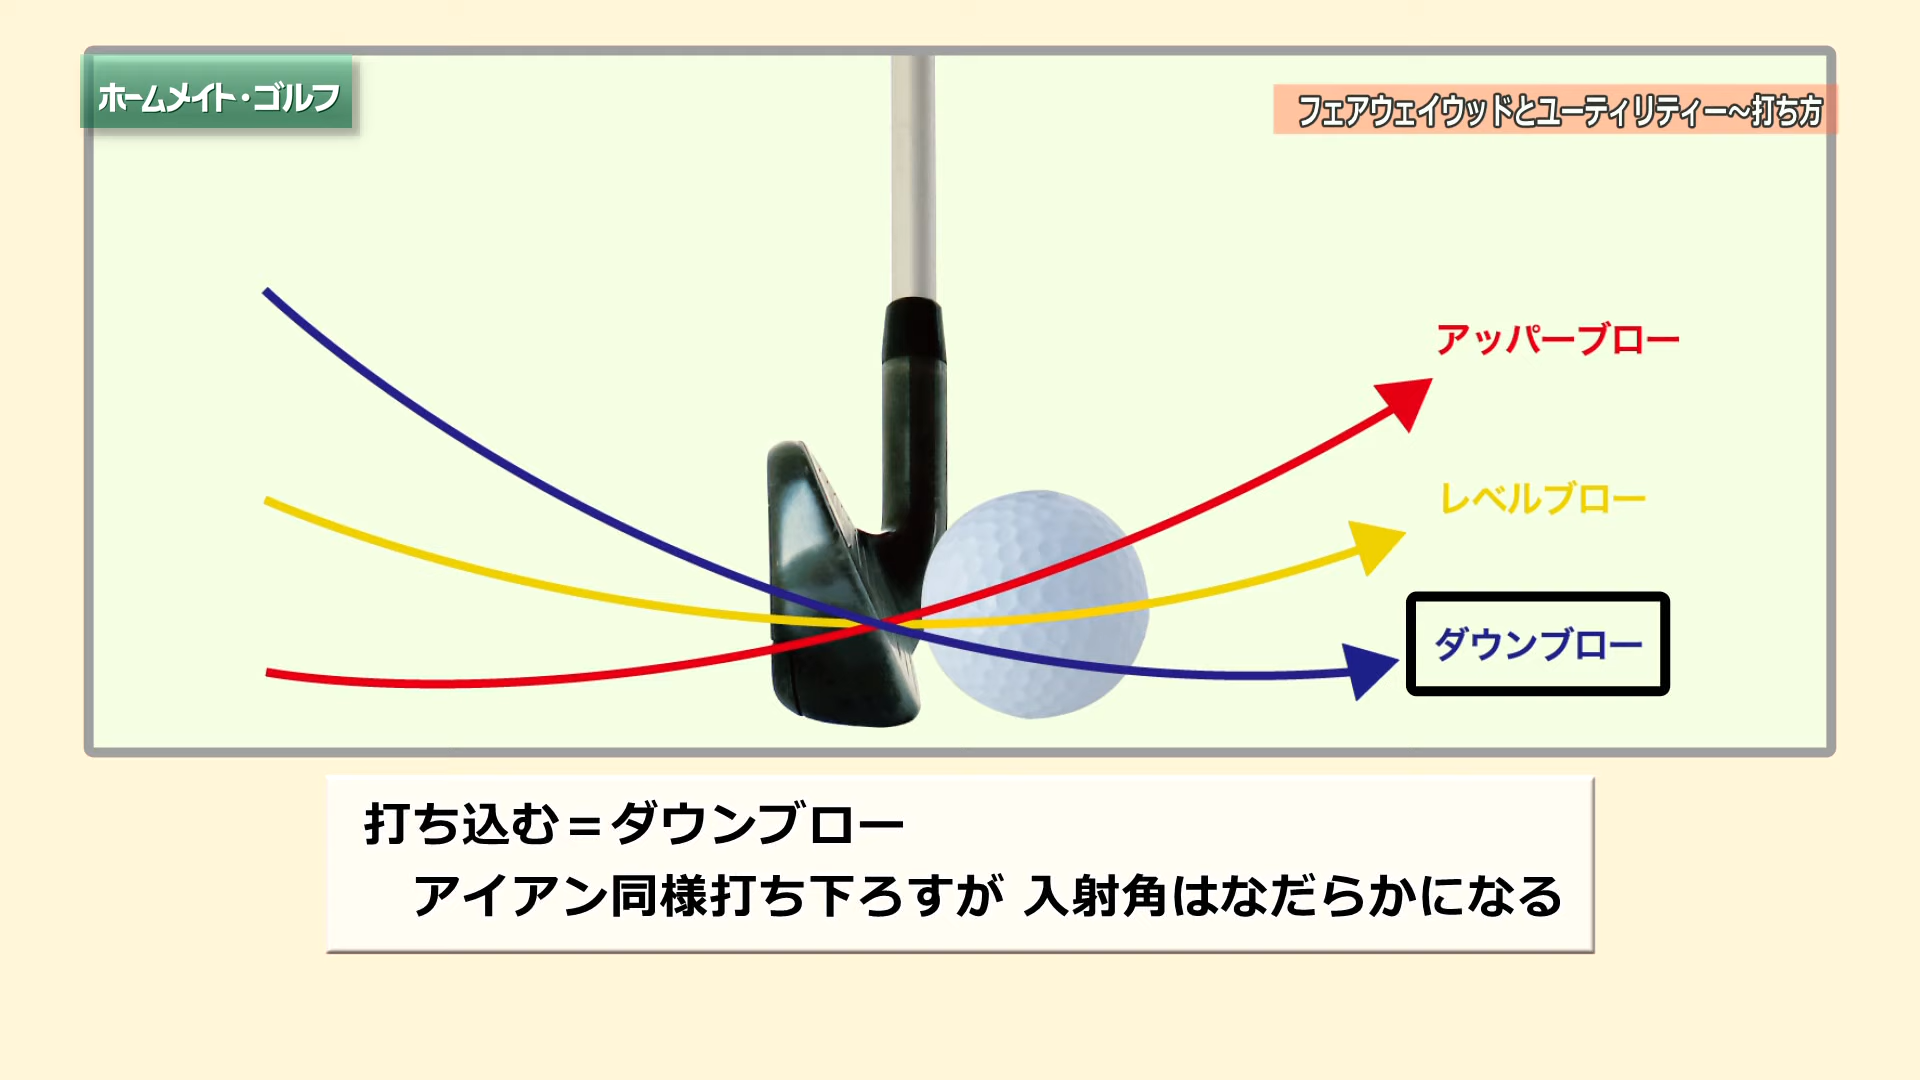 ホームメイト・ゴルフ
フェアウェイウッドとユーティリティー～打ち方
アッパーブロー
レベルブロー
ダウンブロー
打ち込む＝ダウンブロー
アイアン同様打ち下ろすが 入射角はなだらかになる